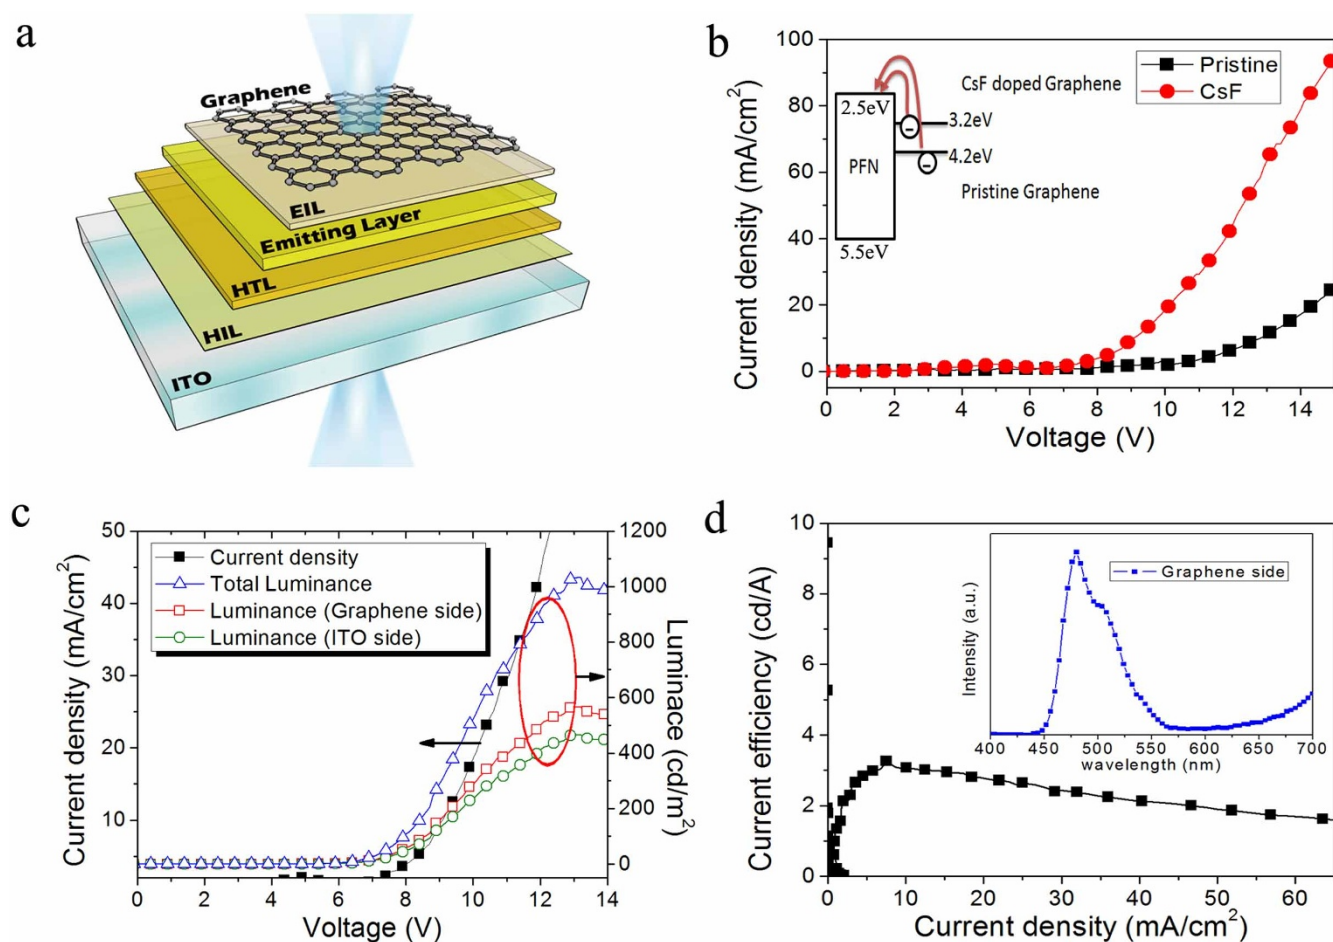 a
Graphene
EIL
Emitting Layer
HTL
HIL
ITO
b
100
80
60
40
20
0
Current density (mA/cm²)
0 2 4 6 8 10 12 14
Voltage (V)
Pristine
CsF
CsF doped Graphene
2.5eV
3.2eV
4.2eV
PFN
Pristine Graphene
5.5eV
-
-
c
50
40
30
20
10
Current density (mA/cm²)
Current density
Total Luminance
Luminance (Graphene side)
Luminance (ITO side)
1200
1000
800
600
400
200
0
Luminace (cd/m²)
0 2 4 6 8 10 12 14
Voltage (V)
d
10
8
6
4
2
0
Current efficiency (cd/A)
0 10 20 30 40 50 60
Current density (mA/cm²)
Graphene side
Intensity (a.u.)
400 450 500 550 600 700
wavelength (nm)